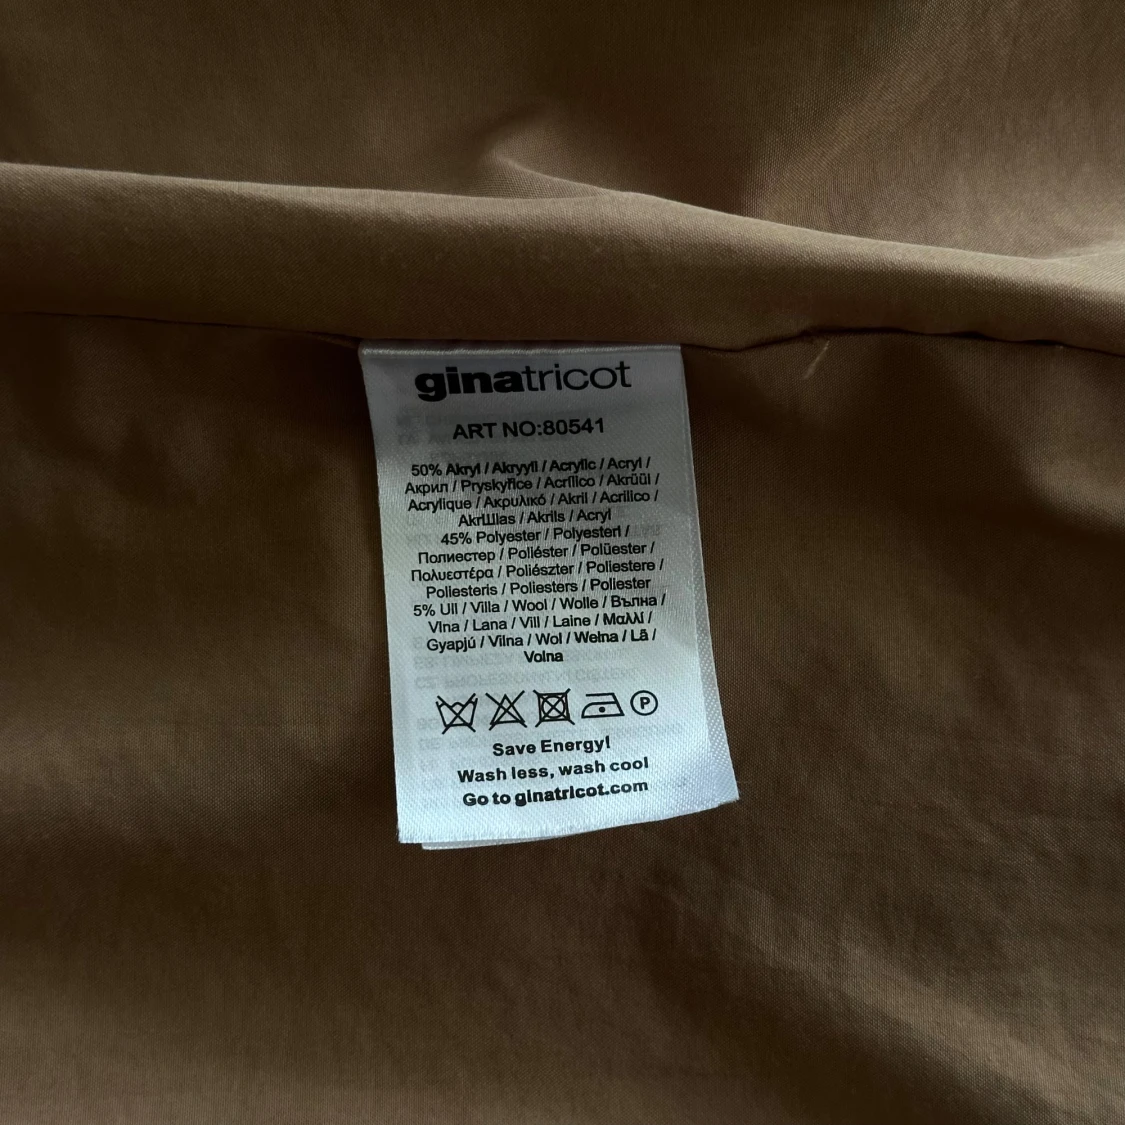 ginatricot
ART NO:80541
50% Akryl / Akryyli / Acrylic / Acryl /
Акрил / Pryskyřice / Acrílico / Akrüül /
Acrylique / Ακρυλικό / Akril / Acrilico /
AkrШlas / Akrils / Acryl
45% Polyester / Polyesteri /
Полиестер / Poliéster / Polüester /
Πολυεστέρα / Poliészter / Poliestere /
Poliesteris / Poliesters / Poliester
5% Ull / Villa / Wool / Wolle / Вълна /
Vlna / Lana / Vill / Laine / Μαλλί /
Gyapjú / Vilna / Wol / Wełna / Lâ /
Volna
P
Save Energy!
Wash less, wash cool
Go to ginatricot.com